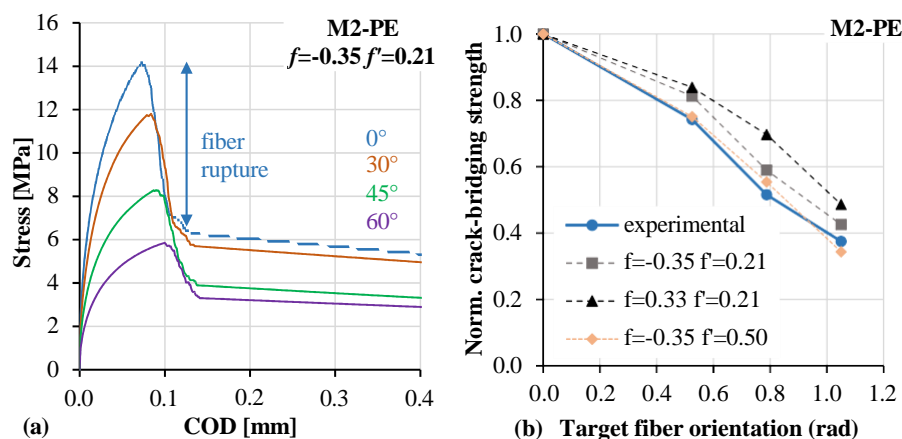 M2-PE
f=-0.35 f'=0.21
16
14
12
10
8
6
4
2
0
Stress [MPa]
fiber
rupture
0°
30°
45°
60°
0.0 0.1 0.2 0.3 0.4
(a) COD [mm]
M2-PE
1.0
0.8
0.6
0.4
0.2
0.0
Norm. crack-bridging strength
experimental
f=-0.35 f'=0.21
f=0.33 f'=0.21
f=-0.35 f'=0.50
0.0 0.2 0.4 0.6 0.8 1.0 1.2
(b) Target fiber orientation (rad)